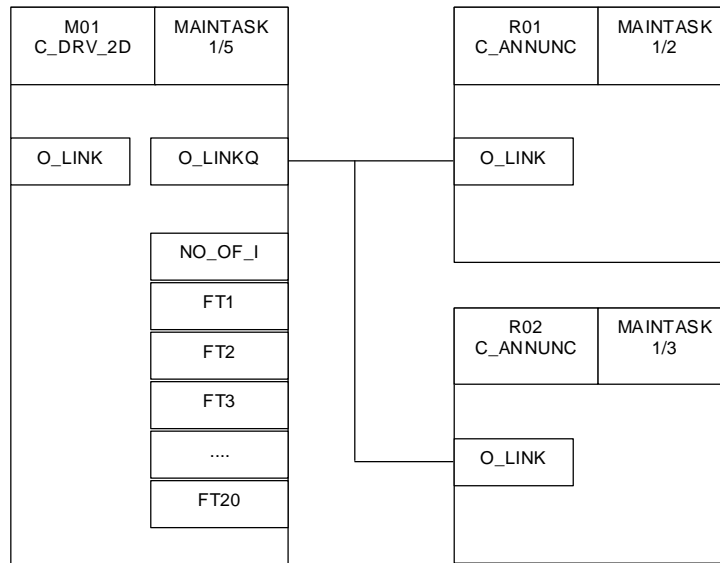 M01
C_DRV_2D
MAINTASK
1/5
O_LINK
O_LINKQ
NO_OF_I
FT1
FT2
FT3
....
FT20
R01
C_ANNUNC
MAINTASK
1/2
O_LINK
R02
C_ANNUNC
MAINTASK
1/3
O_LINK